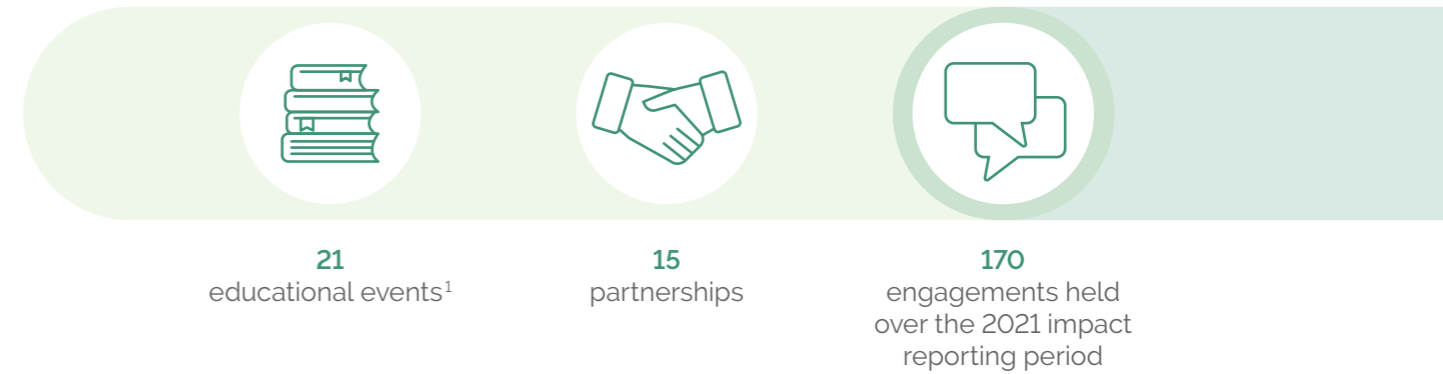 21
educational events¹
15
partnerships
170
engagements held
over the 2021 impact
reporting period